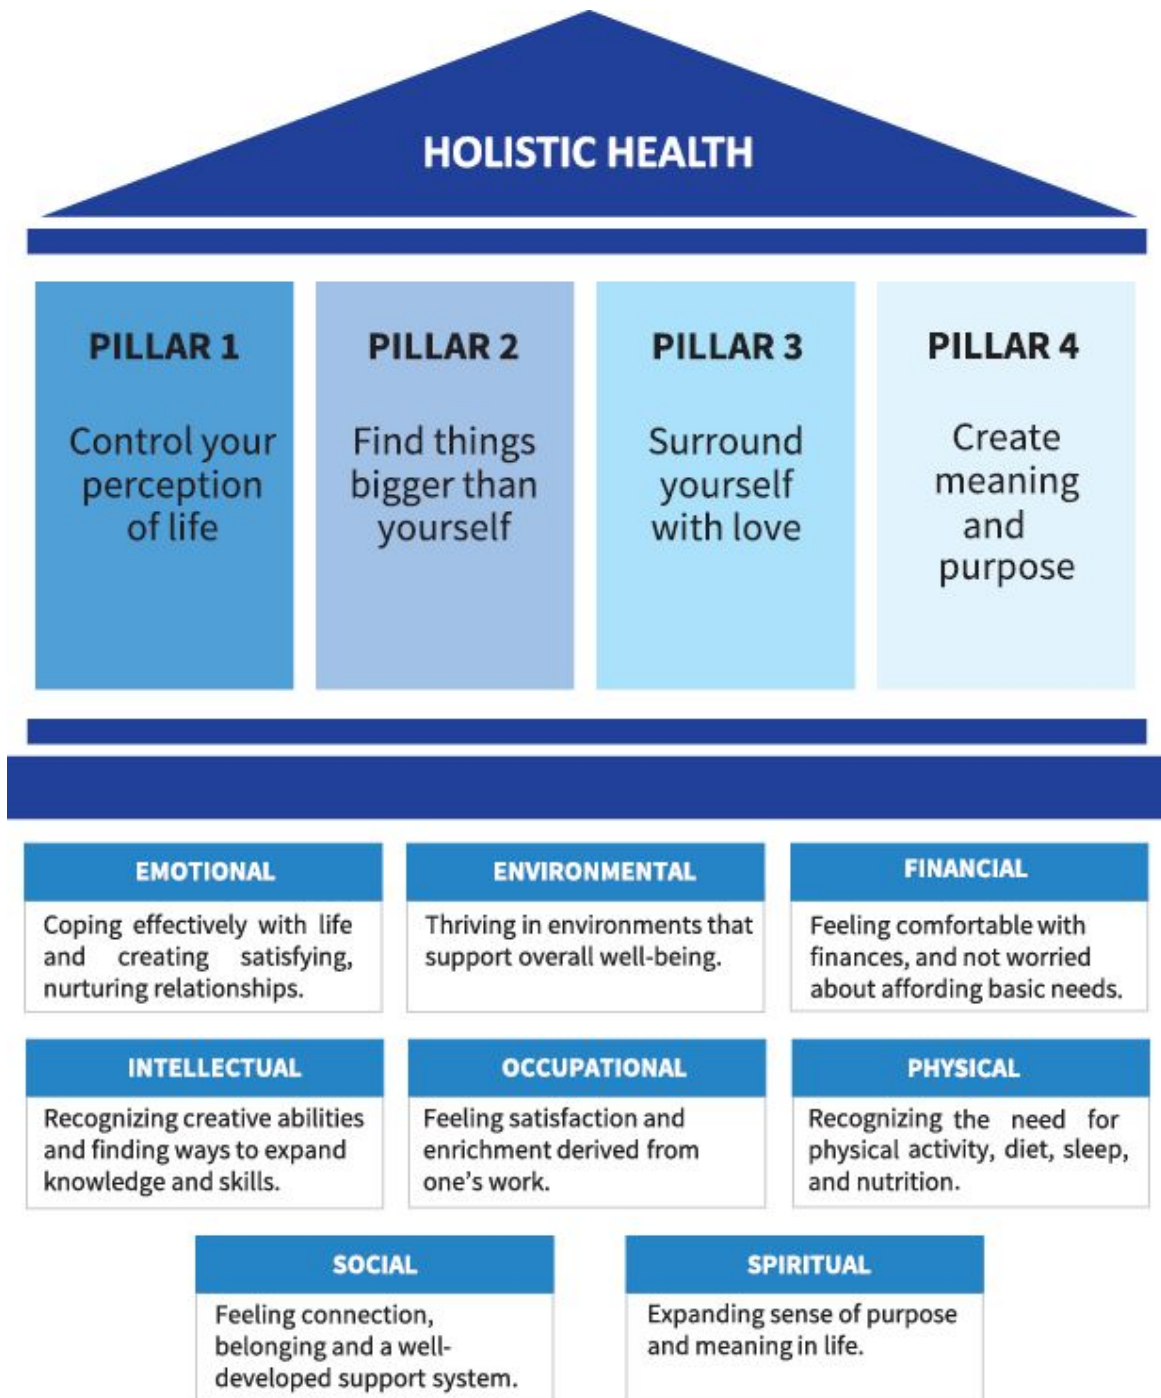 HOLISTIC HEALTH
PILLAR 1
Control your
perception
of life
PILLAR 2
Find things
bigger than
yourself
PILLAR 3
Surround
yourself
with love
PILLAR 4
Create
meaning
and
purpose
EMOTIONAL
Coping effectively with life
and creating satisfying,
nurturing relationships.
ENVIRONMENTAL
Thriving in environments that
support overall well-being.
FINANCIAL
Feeling comfortable with
finances, and not worried
about affording basic needs.
INTELLECTUAL
Recognizing creative abilities
and finding ways to expand
knowledge and skills.
OCCUPATIONAL
Feeling satisfaction and
enrichment derived from
one's work.
PHYSICAL
Recognizing the need for
physical activity, diet, sleep,
and nutrition.
SOCIAL
Feeling connection,
belonging and a well-
developed support system.
SPIRITUAL
Expanding sense of purpose
and meaning in life.